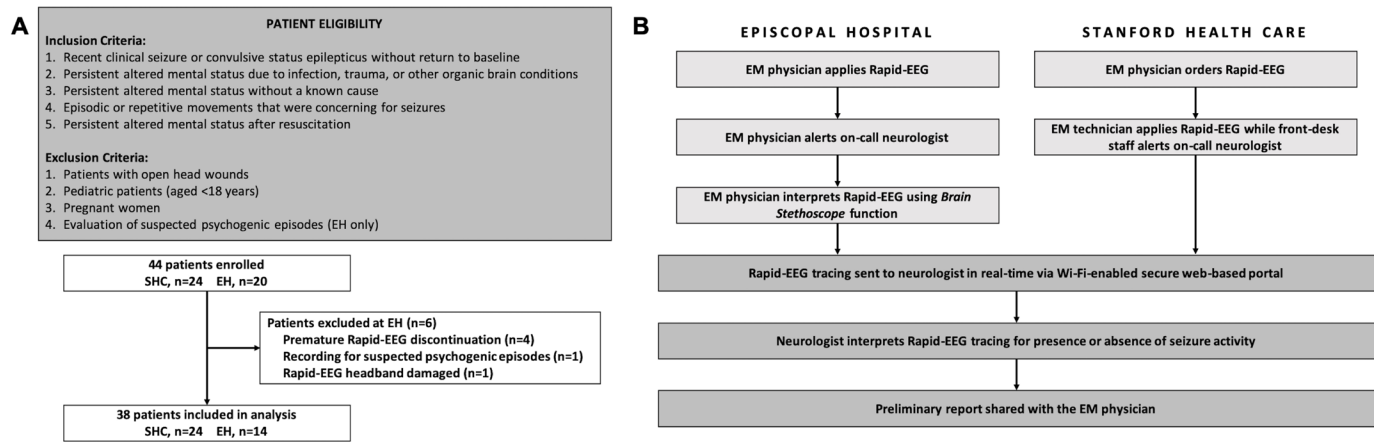 A
PATIENT ELIGIBILITY
Inclusion Criteria:
1. Recent clinical seizure or convulsive status epilepticus without return to baseline
2. Persistent altered mental status due to infection, trauma, or other organic brain conditions
3. Persistent altered mental status without a known cause
4. Episodic or repetitive movements that were concerning for seizures
5. Persistent altered mental status after resuscitation
Exclusion Criteria:
1. Patients with open head wounds
2. Pediatric patients (aged <18 years)
3. Pregnant women
4. Evaluation of suspected psychogenic episodes (EH only)
44 patients enrolled
SHC, n=24 EH, n=20
Patients excluded at EH (n=6)
Premature Rapid-EEG discontinuation (n=4)
Recording for suspected psychogenic episodes (n=1)
Rapid-EEG headband damaged (n=1)
38 patients included in analysis
SHC, n=24 EH, n=14
B
EPISCOPAL HOSPITAL
EM physician applies Rapid-EEG
EM physician alerts on-call neurologist
EM physician interprets Rapid-EEG using Brain
Stethoscope function
STANFORD HEALTH CARE
EM physician orders Rapid-EEG
EM technician applies Rapid-EEG while front-desk
staff alerts on-call neurologist
Rapid-EEG tracing sent to neurologist in real-time via Wi-Fi-enabled secure web-based portal
Neurologist interprets Rapid-EEG tracing for presence or absence of seizure activity
Preliminary report shared with the EM physician